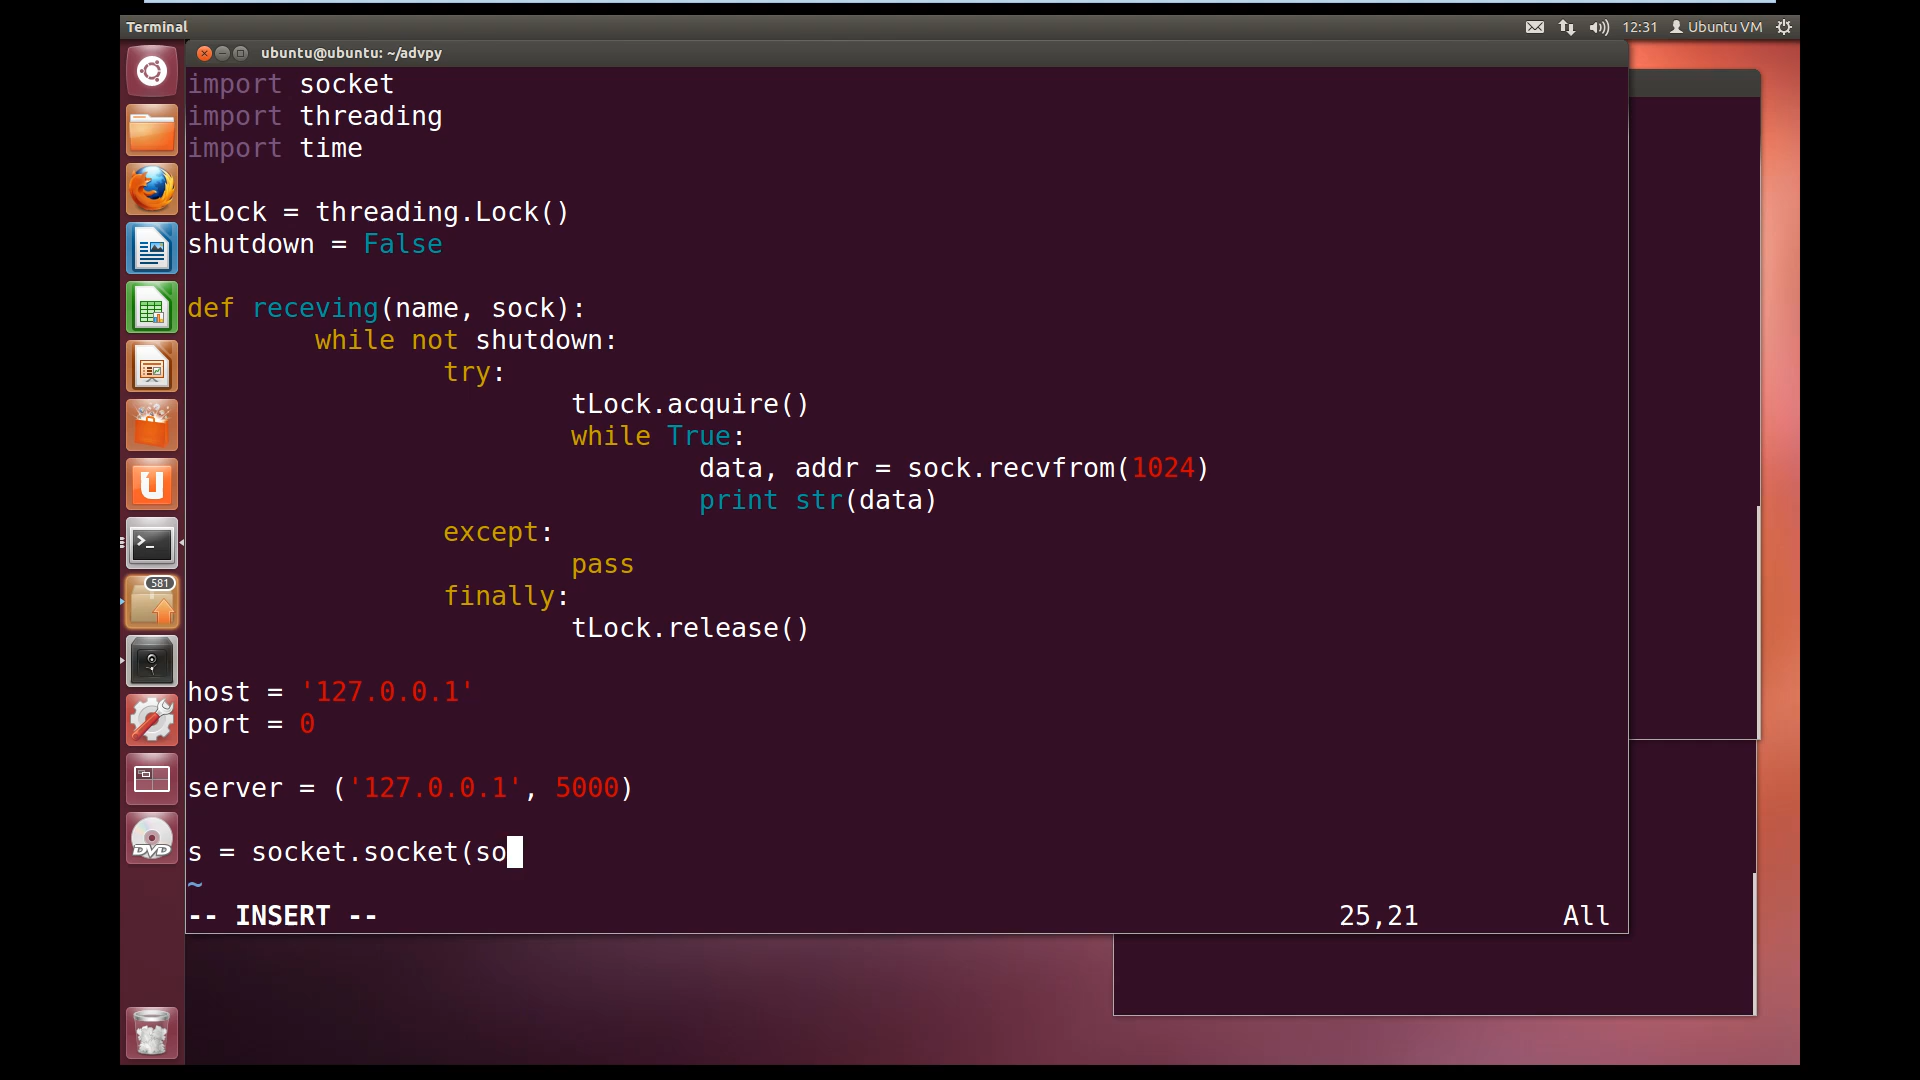 Terminal
12:31 Ubuntu VM
ubuntu@ubuntu: ~/advpy
import socket
import threading
import time
tLock = threading.Lock()
shutdown = False
def receving(name, sock):
while not shutdown:
try:
tLock.acquire()
while True:
data, addr = sock.recvfrom(1024)
print str(data)
except:
pass
finally:
tLock.release()
host = '127.0.0.1'
port = 0
server = ('127.0.0.1', 5000)
s = socket.socket(so
~
-- INSERT -- 25,21 All
581
DVD